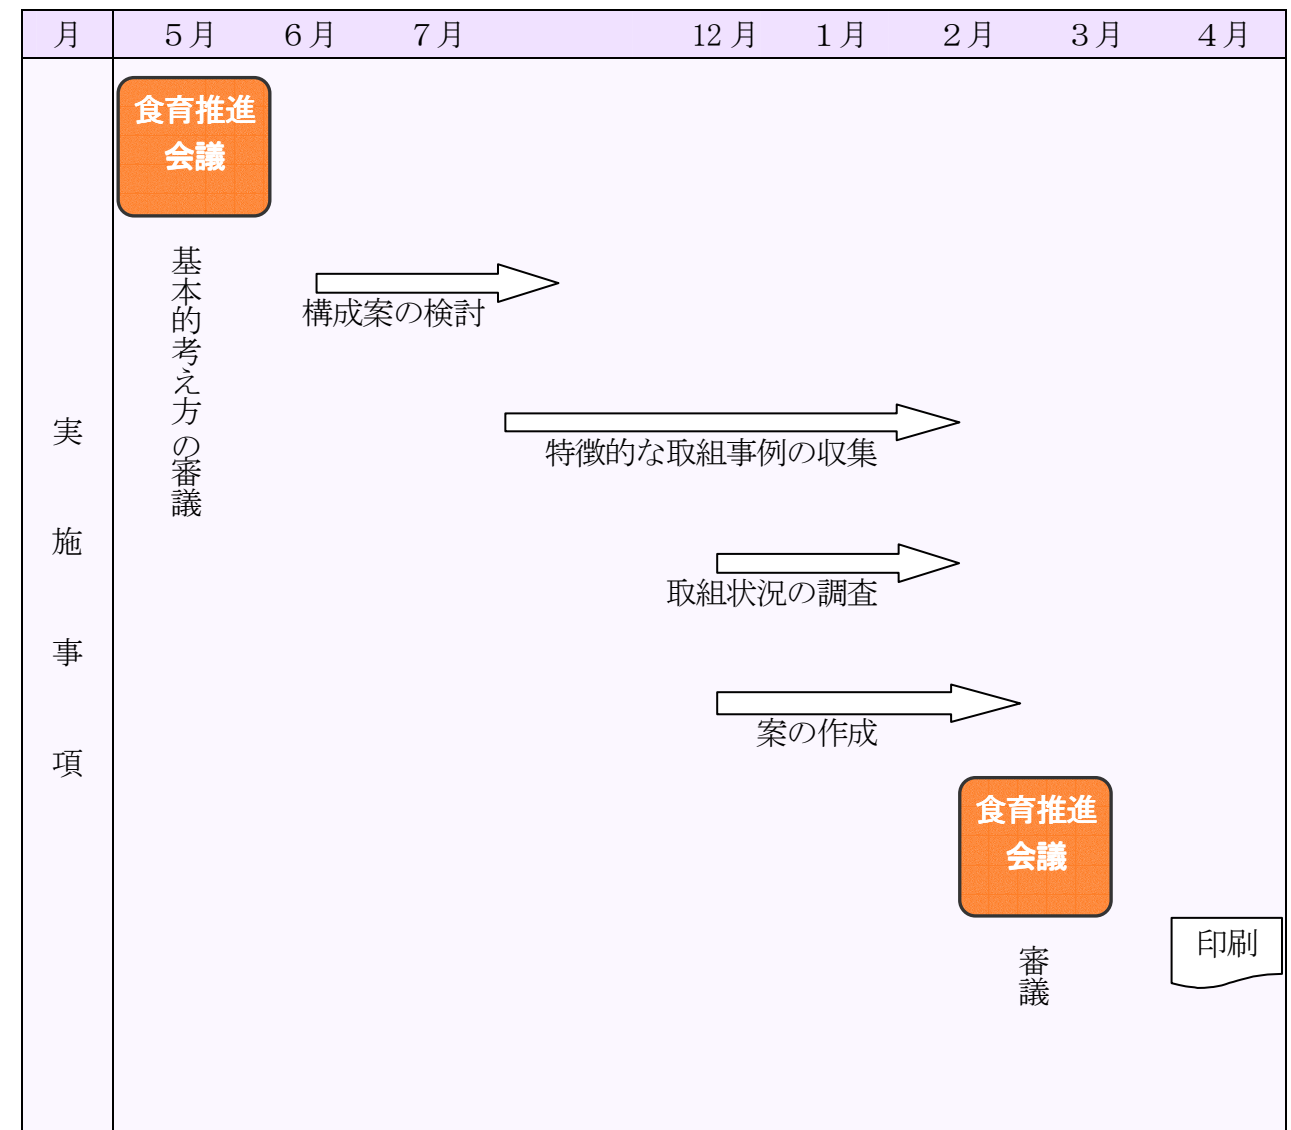 月 5月 6月 7月 12月 1月 2月 3月 4月
食育推進
会議
基本的考え方の審議
構成案の検討
特徴的な取組事例の収集
取組状況の調査
案の作成
実施事項
食育推進
会議
審議
印刷